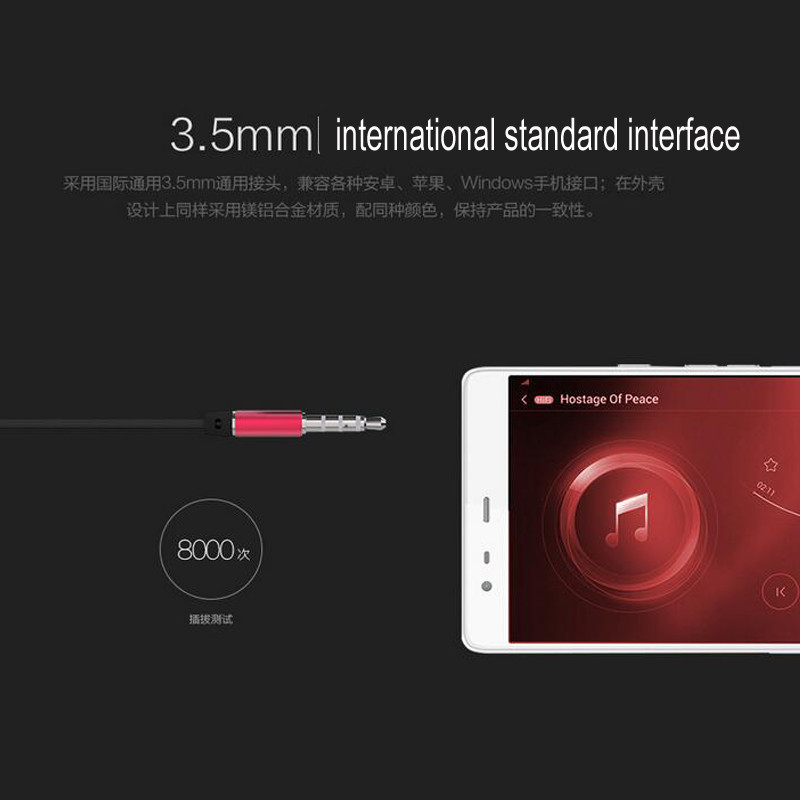 3.5mm| international standard interface
采用国际通用3.5mm通用接头，兼容各种安卓、苹果、Windows手机接口；在外壳
设计上同样采用镁铝合金材质，配同种颜色，保持产品的一致性。
HIFI Hostage Of Peace
02:11
8000次
插拔测试